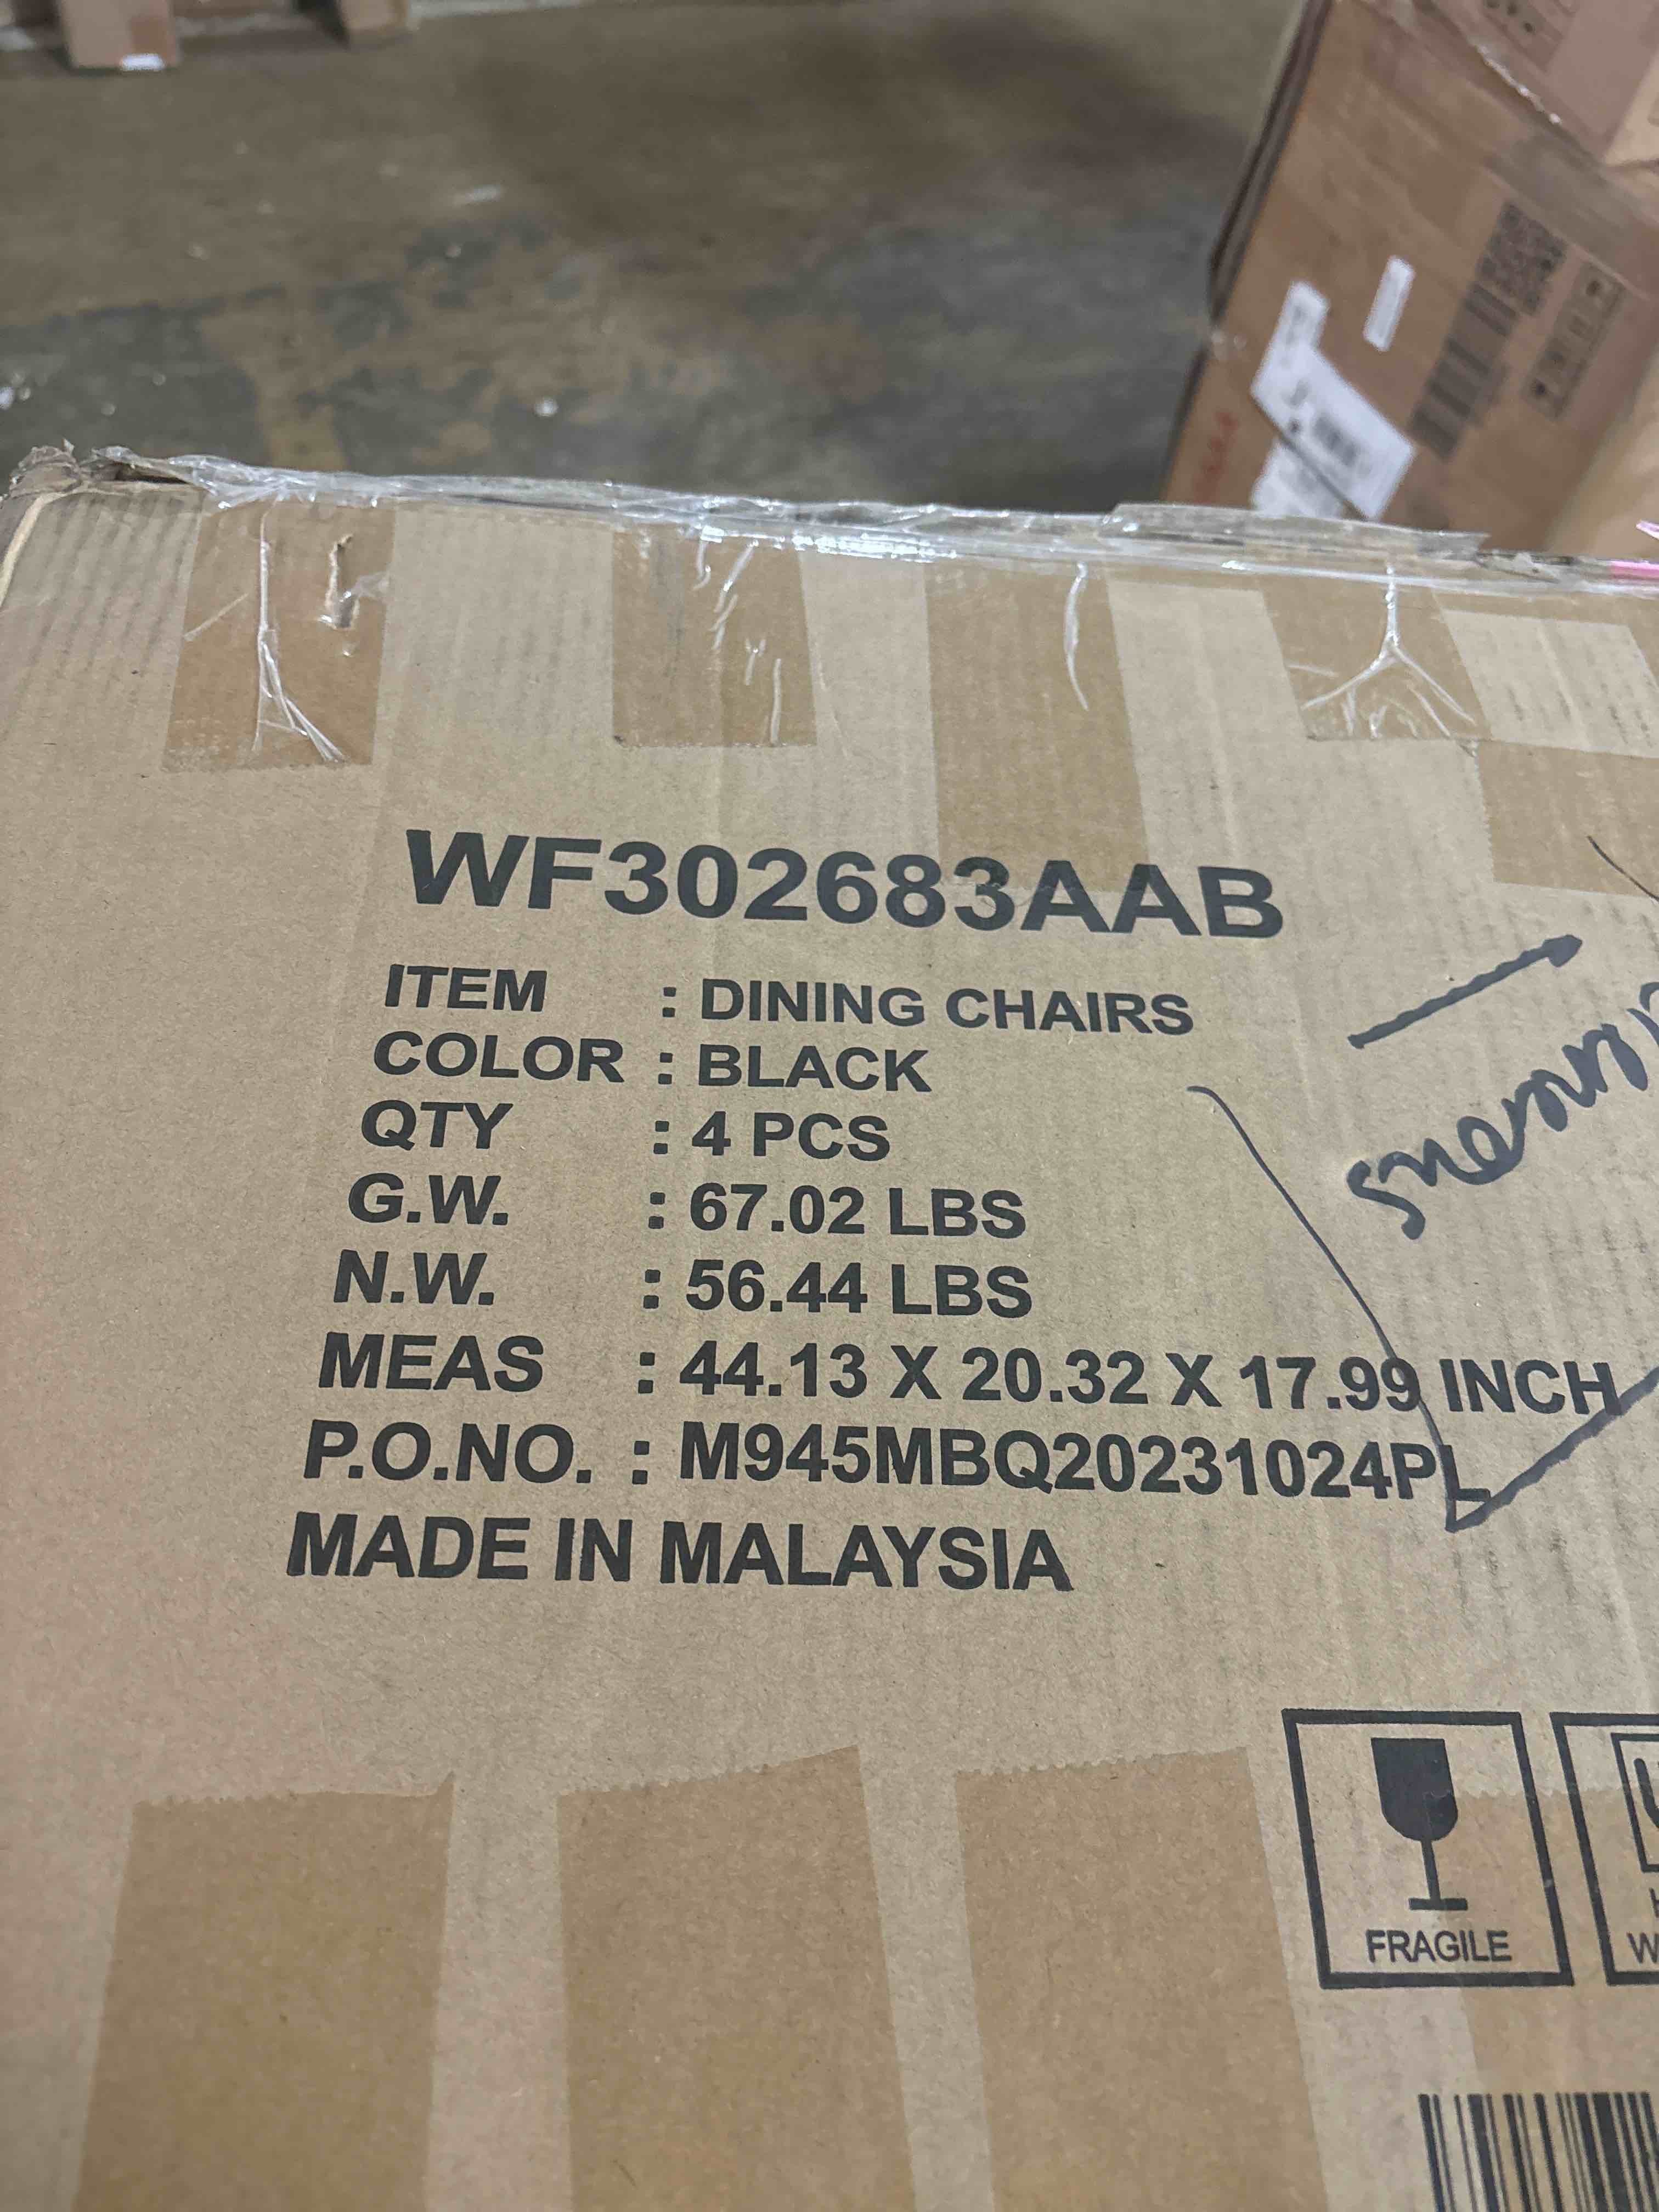 WF302683AAB
ITEM : DINING CHAIRS
COLOR : BLACK
QTY : 4 PCS
G.W. : 67.02 LBS
N.W. : 56.44 LBS
MEAS : 44.13 X 20.32 X 17.99 INCH
P.O.NO. : M945MBQ20231024PL
MADE IN MALAYSIA
FRAGILE